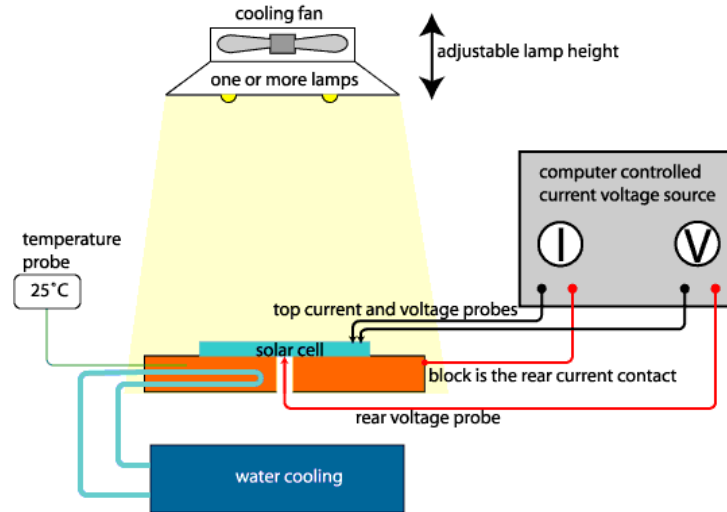 cooling fan
adjustable lamp height
one or more lamps
computer controlled
current voltage source
I
V
temperature
probe
25˚C
top current and voltage probes
solar cell
block is the rear current contact
rear voltage probe
water cooling